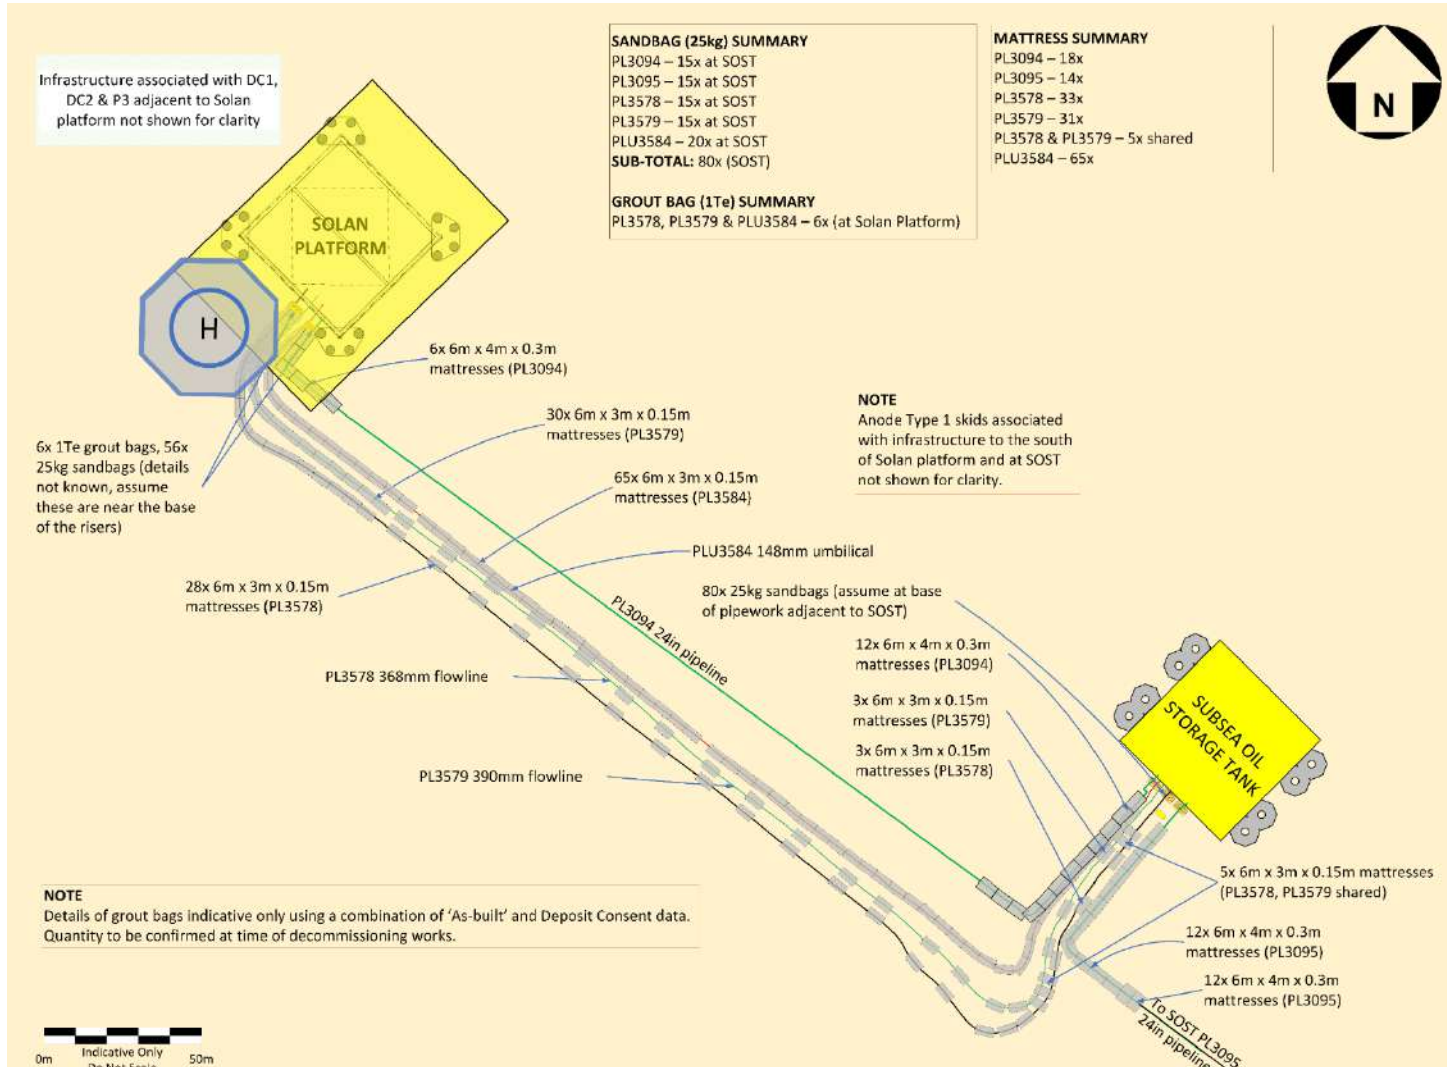 Infrastructure associated with DC1,
DC2 & P3 adjacent to Solan
platform not shown for clarity
SANDBAG (25kg) SUMMARY
PL3094 – 15x at SOST
PL3095 – 15x at SOST
PL3578 – 15x at SOST
PL3579 – 15x at SOST
PLU3584 – 20x at SOST
SUB-TOTAL: 80x (SOST)
GROUT BAG (1Te) SUMMARY
PL3578, PL3579 & PLU3584 – 6x (at Solan Platform)
MATTRESS SUMMARY
PL3094 – 18x
PL3095 – 14x
PL3578 – 33x
PL3579 – 31x
PL3578 & PL3579 – 5x shared
PLU3584 – 65x
N
SOLAN
PLATFORM
H
6x 6m x 4m x 0.3m
mattresses (PL3094)
30x 6m x 3m x 0.15m
mattresses (PL3579)
NOTE
Anode Type 1 skids associated
with infrastructure to the south
of Solan platform and at SOST
not shown for clarity.
6x 1Te grout bags, 56x
25kg sandbags (details
not known, assume
these are near the base
of the risers)
65x 6m x 3m x 0.15m
mattresses (PL3584)
PLU3584 148mm umbilical
28x 6m x 3m x 0.15m
mattresses (PL3578)
80x 25kg sandbags (assume at base
of pipework adjacent to SOST)
PL3094 24in pipeline
12x 6m x 4m x 0.3m
mattresses (PL3094)
PL3578 368mm flowline
3x 6m x 3m x 0.15m
mattresses (PL3579)
SUBSEA OIL
STORAGE TANK
3x 6m x 3m x 0.15m
mattresses (PL3578)
PL3579 390mm flowline
5x 6m x 3m x 0.15m mattresses
(PL3578, PL3579 shared)
NOTE
Details of grout bags indicative only using a combination of 'As-built' and Deposit Consent data.
Quantity to be confirmed at time of decommissioning works.
12x 6m x 4m x 0.3m
mattresses (PL3095)
12x 6m x 4m x 0.3m
mattresses (PL3095)
To SOST PL3095
24in pipeline
0m
Indicative Only
50m
Do Not Scale